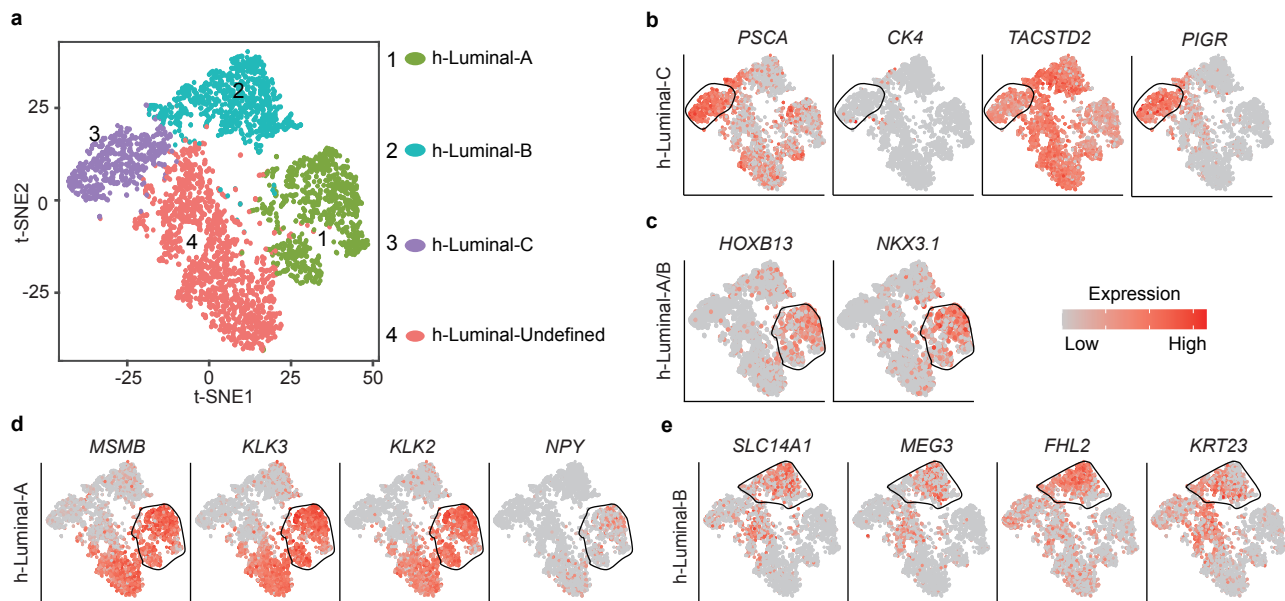 a
t-SNE2
25
0
-25
-25
0
25
50
t-SNE1
1
2
3
4
1 h-Luminal-A
2 h-Luminal-B
3 h-Luminal-C
4 h-Luminal-Undefined
b
h-Luminal-C
PSCA CK4 TACSTD2 PIGR
c
h-Luminal-A/B
HOXB13 NKX3.1
Expression
Low High
d
h-Luminal-A
MSMB KLK3 KLK2 NPY
e
h-Luminal-B
SLC14A1 MEG3 FHL2 KRT23